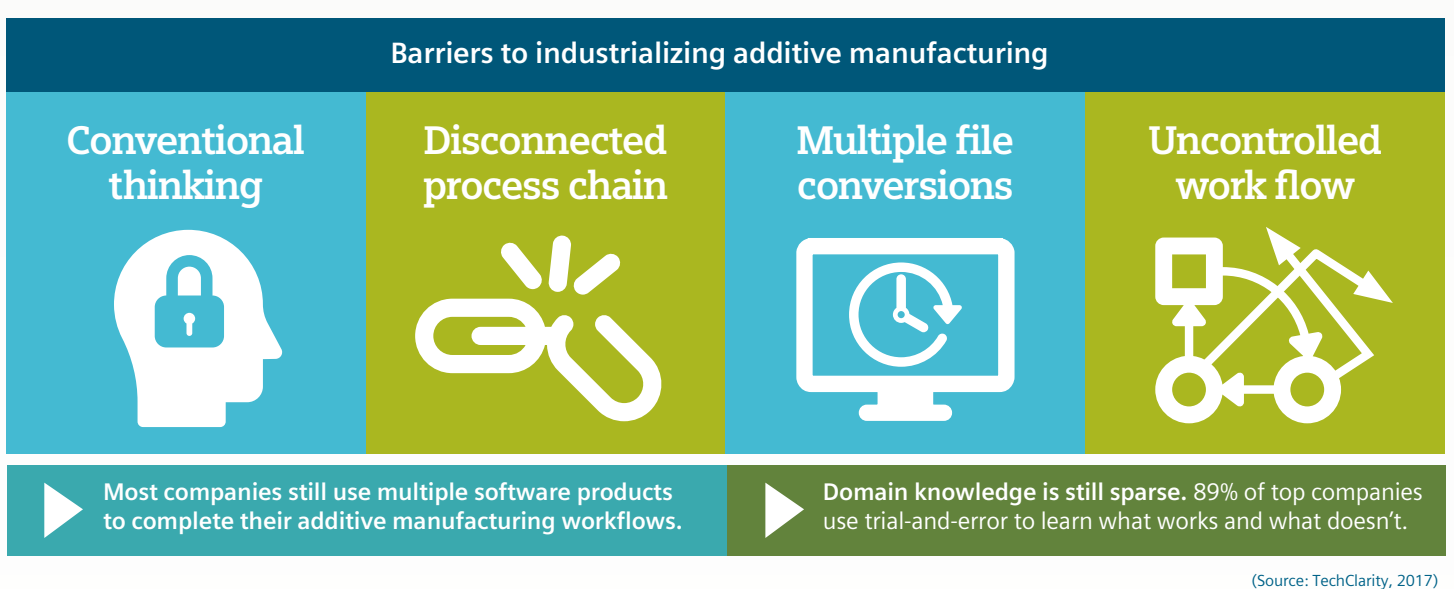 Barriers to industrializing additive manufacturing
Conventional
thinking
Disconnected
process chain
Multiple file
conversions
Uncontrolled
work flow
Most companies still use multiple software products
to complete their additive manufacturing workflows.
Domain knowledge is still sparse. 89% of top companies
use trial-and-error to learn what works and what doesn’t.
(Source: TechClarity, 2017)